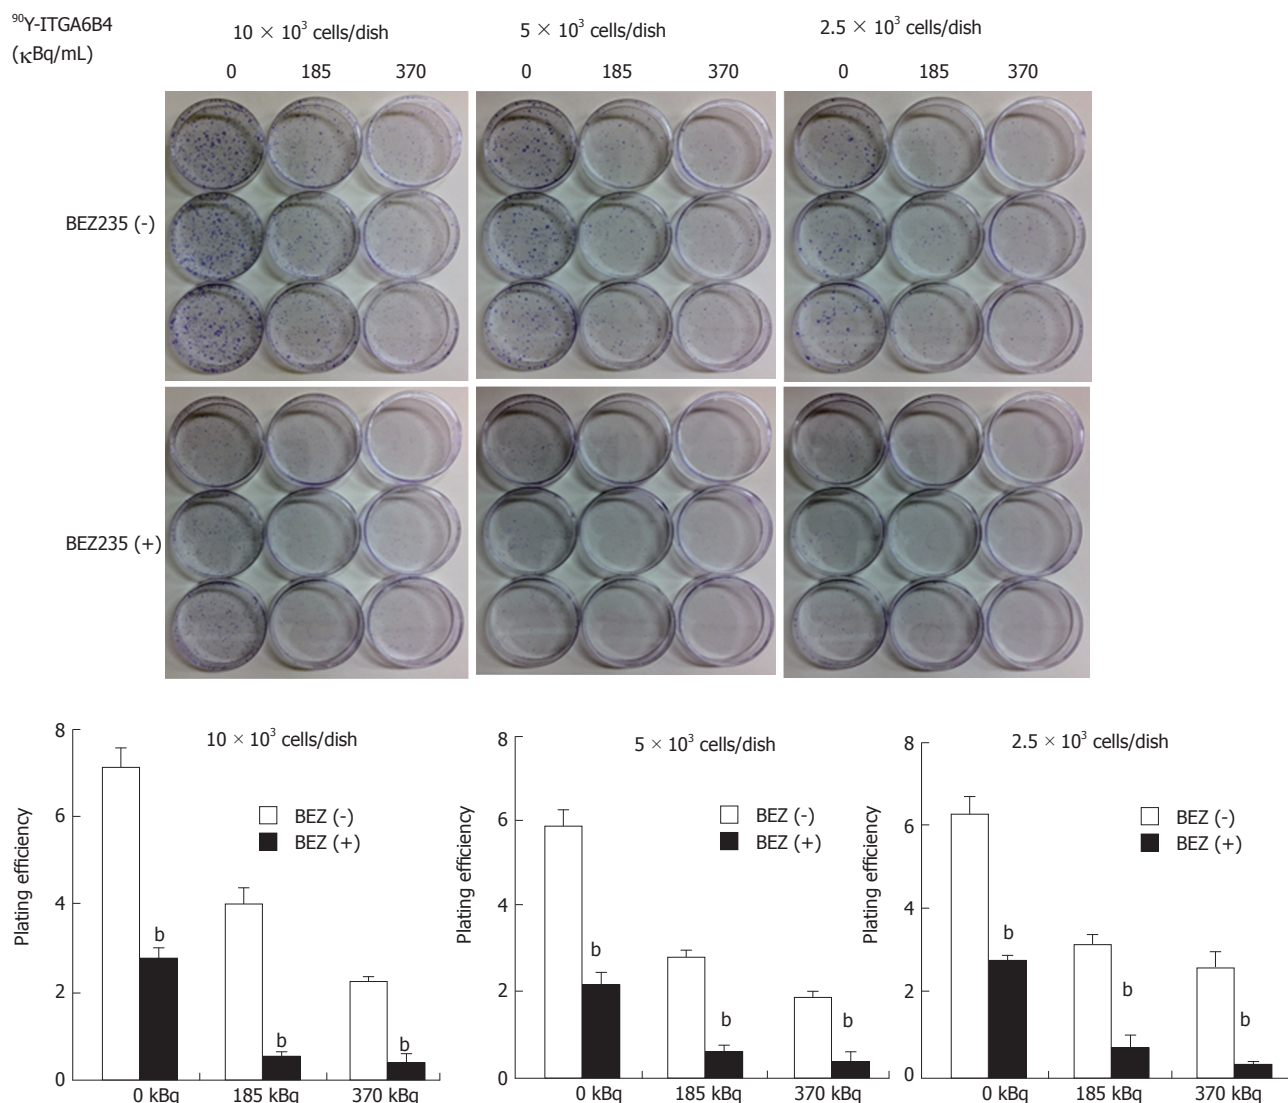 ⁹⁰Y-ITGA6B4
(κBq/mL)
10 × 10³ cells/dish
5 × 10³ cells/dish
2.5 × 10³ cells/dish
0 185 370
0 185 370
0 185 370
BEZ235 (-)
BEZ235 (+)
10 × 10³ cells/dish
Plating efficiency
8
6
4
2
0
BEZ (-)
BEZ (+)
b
b
b
0 kBq 185 kBq 370 kBq
5 × 10³ cells/dish
Plating efficiency
8
6
4
2
0
BEZ (-)
BEZ (+)
b
b
b
0 kBq 185 kBq 370 kBq
2.5 × 10³ cells/dish
Plating efficiency
8
6
4
2
0
BEZ (-)
BEZ (+)
b
b
b
0 kBq 185 kBq 370 kBq